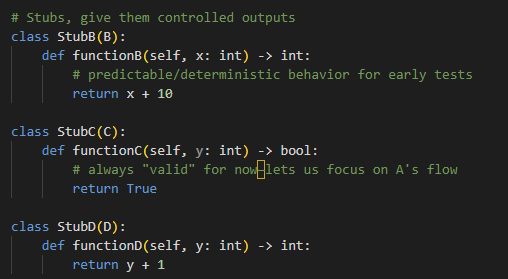 # Stubs, give them controlled outputs
class StubB(B):
    def functionB(self, x: int) -> int:
        # predictable/deterministic behavior for early tests
        return x + 10
class StubC(C):
    def functionC(self, y: int) -> bool:
        # always "valid" for now–lets us focus on A's flow
        return True
class StubD(D):
    def functionD(self, y: int) -> int:
        return y + 1